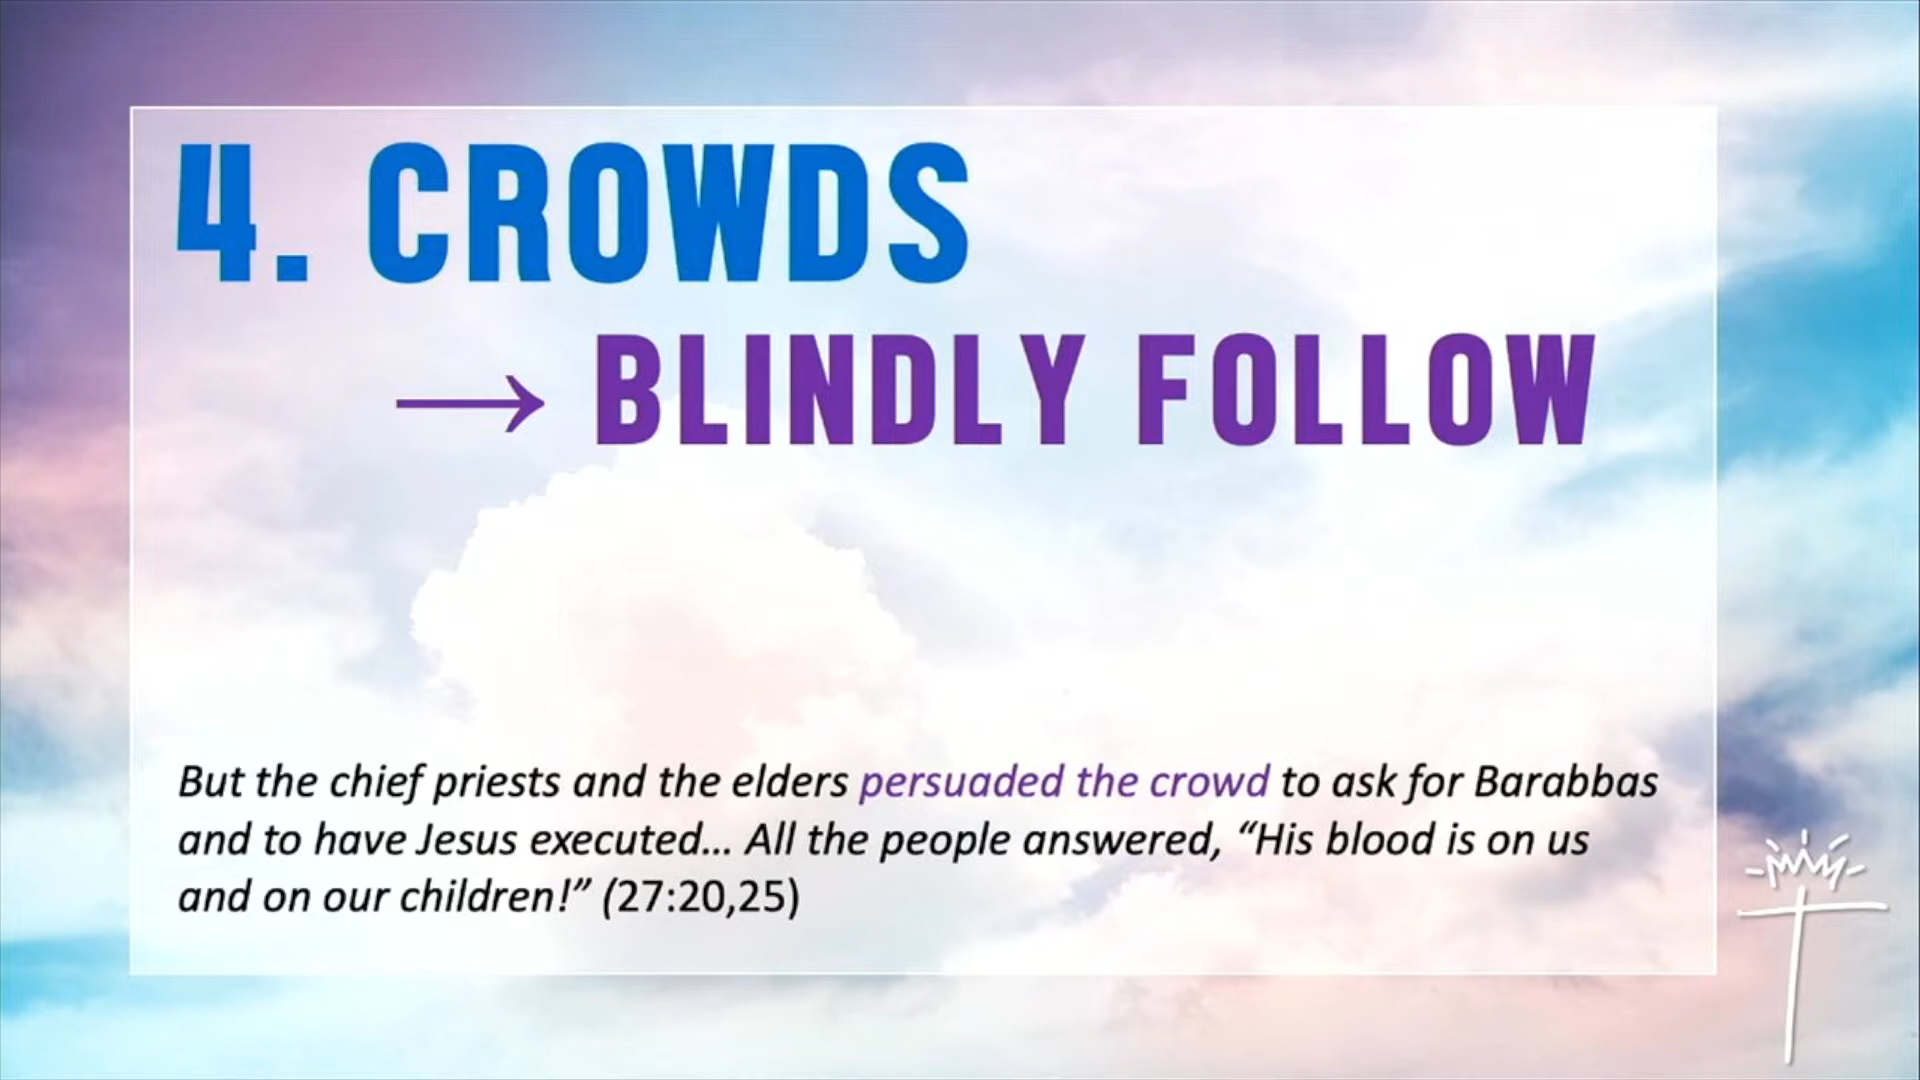 4. CROWDS
→ BLINDLY FOLLOW
But the chief priests and the elders persuaded the crowd to ask for Barabbas
and to have Jesus executed... All the people answered, “His blood is on us
and on our children!” (27:20,25)